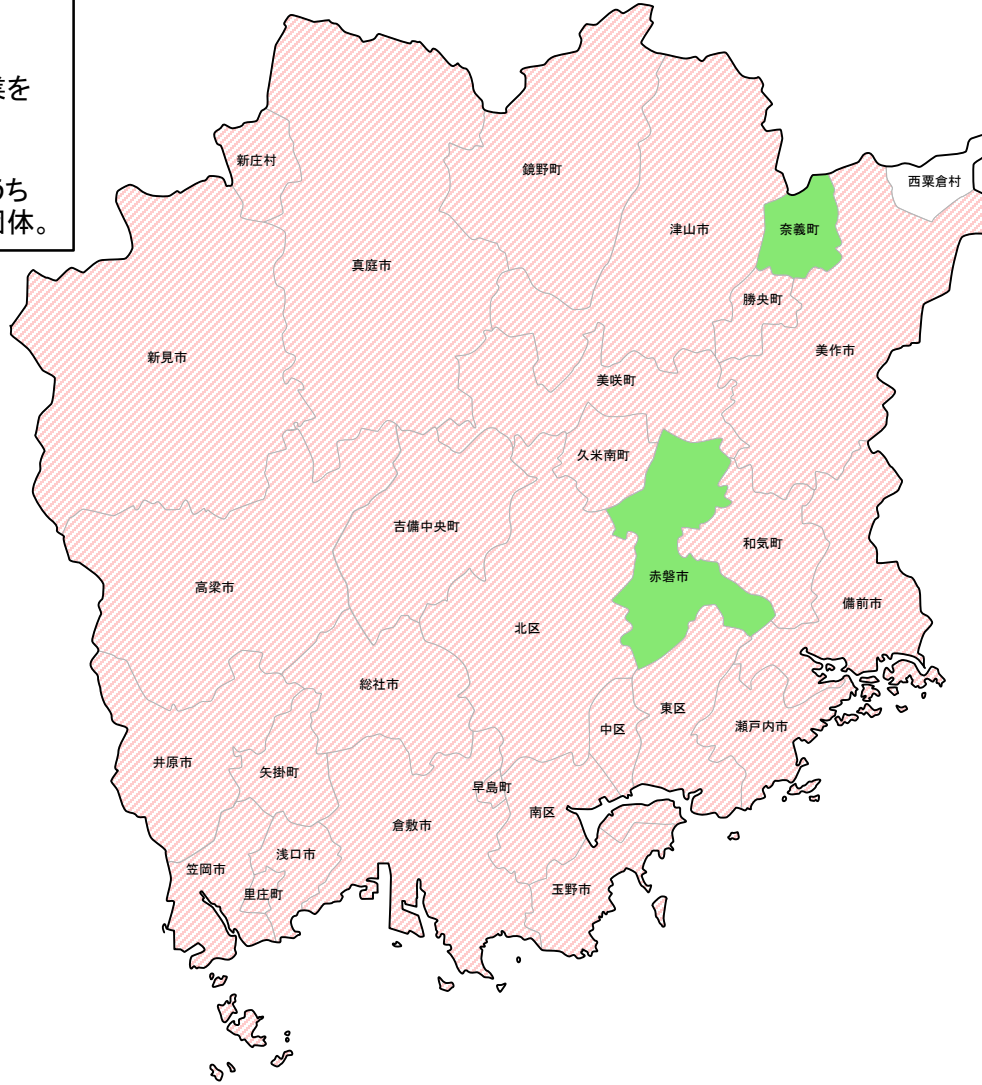 業を
うち
団体。
新庄村
鏡野町
西粟倉村
津山市
奈義町
真庭市
勝央町
新見市
美作市
美咲町
久米南町
吉備中央町
和気町
赤磐市
高梁市
備前市
北区
総社市
東区
瀬戸内市
中区
井原市
矢掛町
早島町
南区
倉敷市
浅口市
笠岡市
玉野市
里庄町